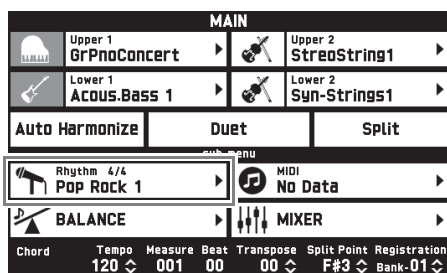 MAIN
Upper 1
GrPnoConcert
Upper 2
StreoString1
Lower 1
Acous.Bass 1
Lower 2
Syn-Strings1
Auto Harmonize Duet Split
sub menu
Rhythm 4/4
Pop Rock 1
MIDI
No Data
BALANCE
MIXER
Chord Tempo Measure Beat Transpose Split Point Registration
120 001 00 00 F#3 Bank-01